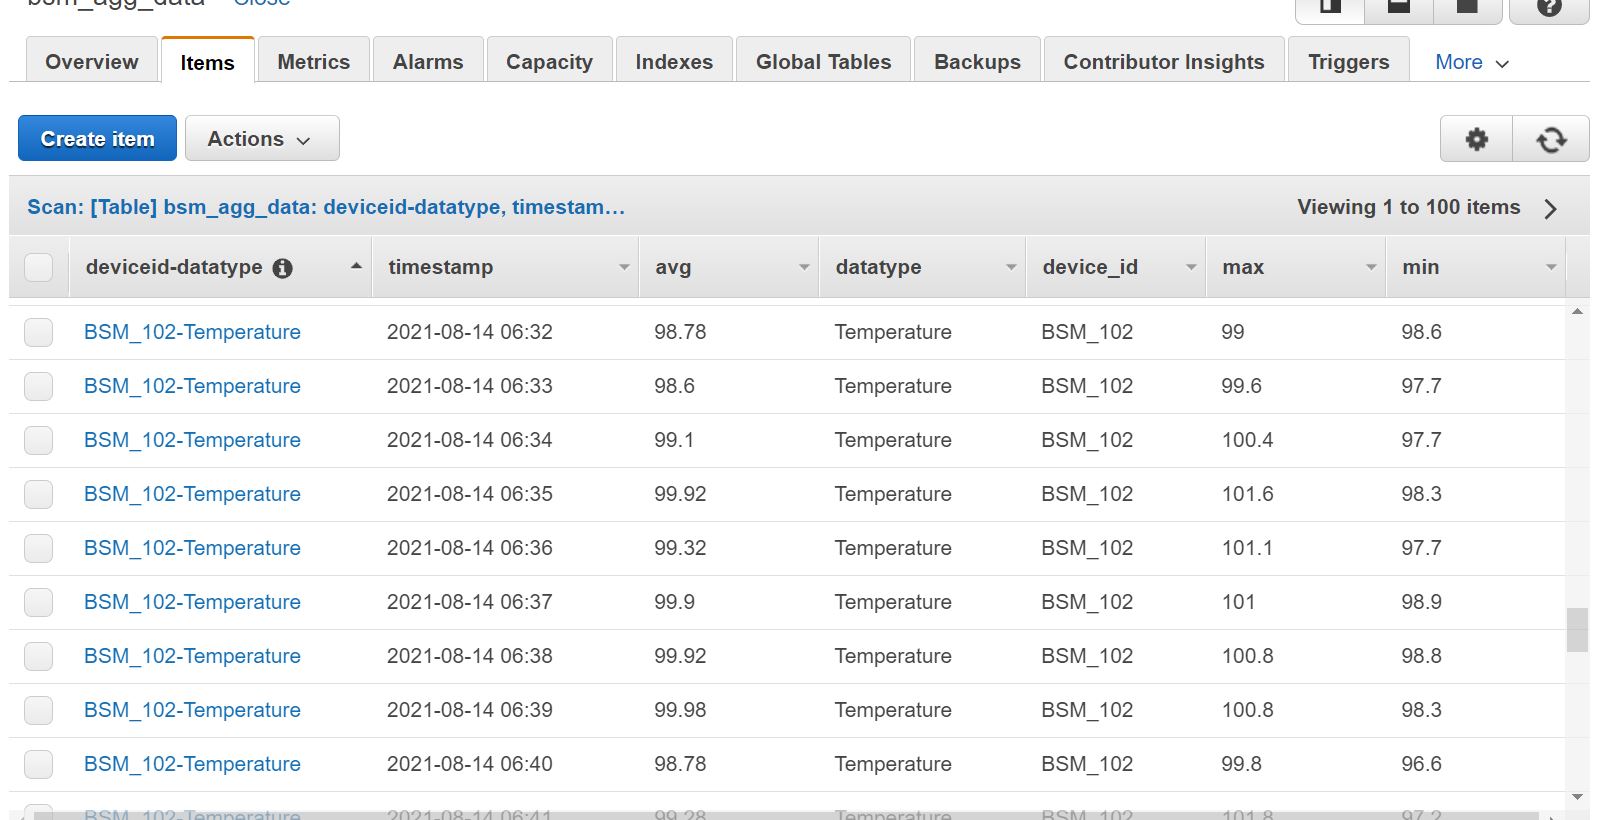 bsm_agg_data Close
Overview Items Metrics Alarms Capacity Indexes Global Tables Backups Contributor Insights Triggers More
Create item Actions
Scan: [Table] bsm_agg_data: deviceid-datatype, timestam… Viewing 1 to 100 items
deviceid-datatype timestamp avg datatype device_id max min
BSM_102-Temperature 2021-08-14 06:32 98.78 Temperature BSM_102 99 98.6
BSM_102-Temperature 2021-08-14 06:33 98.6 Temperature BSM_102 99.6 97.7
BSM_102-Temperature 2021-08-14 06:34 99.1 Temperature BSM_102 100.4 97.7
BSM_102-Temperature 2021-08-14 06:35 99.92 Temperature BSM_102 101.6 98.3
BSM_102-Temperature 2021-08-14 06:36 99.32 Temperature BSM_102 101.1 97.7
BSM_102-Temperature 2021-08-14 06:37 99.9 Temperature BSM_102 101 98.9
BSM_102-Temperature 2021-08-14 06:38 99.92 Temperature BSM_102 100.8 98.8
BSM_102-Temperature 2021-08-14 06:39 99.98 Temperature BSM_102 100.8 98.3
BSM_102-Temperature 2021-08-14 06:40 98.78 Temperature BSM_102 99.8 96.6
BSM_102-Temperature 2021-08-14 06:41 99.28 Temperature BSM_102 101.8 97.2